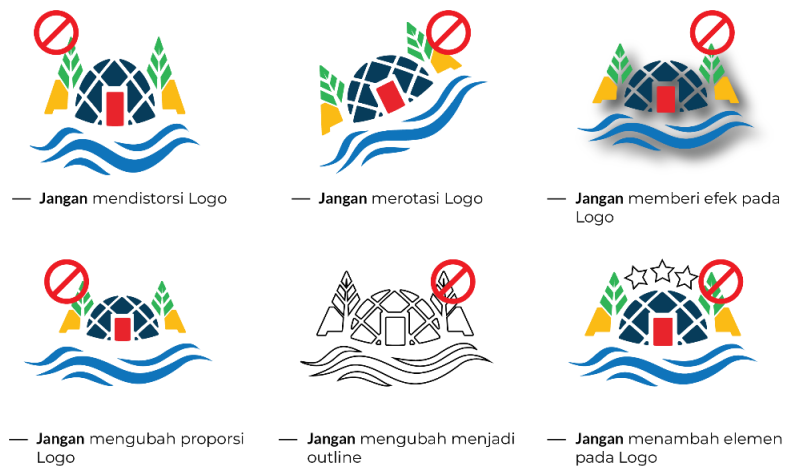 — Jangan mendistorsi Logo
— Jangan merotasi Logo
— Jangan memberi efek pada
Logo
— Jangan mengubah proporsi
Logo
— Jangan mengubah menjadi
outline
— Jangan menambah elemen
pada Logo